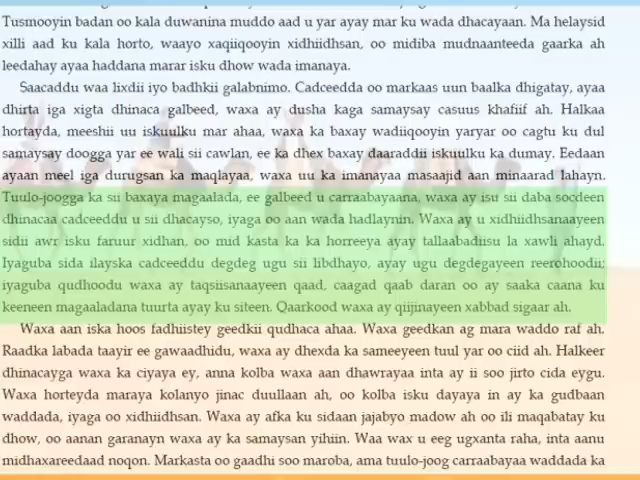 Tusmooyin badan oo kala duwanina muddo aad u yar ayay mar ku wada dhacayaan. Ma helaysid
xilli aad ku kala horto, waayo xaqiiqooyin xidhiidhsan, oo midiba mudnaanteeda gaarka ah
leedahay ayaa haddana marar isku dhow wada imanaya.
Saacaddu waa lixdii iyo badhkii galabnimo. Cadceedda oo markaas uun baalka dhigatay, ayaa
dhirta iga xigta dhinaca galbeed, waxa ay dusha kaga samaysay casuus khafiif ah. Halkaa
hortayda, meeshii uu iskuulku mar ahaa, waxa ka baxay wadiiqooyin yaryar oo cagtu ku dul
samaysay doogga yar ee wali sii cawlan, ee ka dhex baxay daaraddii iskuulku ka dumay. Eedaan
ayaan meel iga durugsan ka maqlayaa, waxa uu ka imanayaa masaajid aan minaarad lahayn.
Tuulo-joogga ka sii baxaya magaalada, ee galbeed u carraabayaana, waxa ay isu sii daba socdeen
dhinacaa cadceeddu u sii dhacayso, iyaga oo aan wada hadlaynin. Waxa ay u xidhiidhsanaayeen
sidii awr isku faruur xidhan, oo mid kasta ka ka horreeya ayay tallaabadiisu la xawli ahayd.
Iyaguba sida ilayska cadceeddu degdeg ugu sii libdhayo, ayay ugu degdegayeen reerohoodii;
iyaguba qudhoodu waxa ay taqsiisanaayeen qaad, caagad qaab daran oo ay saaka caana ku
keeneen magaaladana tuurta ayay ku siteen. Qaarkood waxa ay qiijinayeen xabbad sigaar ah.
Waxa aan iska hoos fadhiistey geedkii qudhaca ahaa. Waxa geedkan ag mara waddo raf ah.
Raadka labada taayir ee gawaadhidu, waxa ay dhexda ka sameeyeen tuul yar oo ciid ah. Halkeer
dhinacayga waxa ka ciyaya ey, anna kolba waxa aan dhawrayaa inta ay ii soo jirto cida eygu.
Waxa horteyda maraya kolanyo jinac duullaan ah, oo kolba isku dayaya in ay ka gudbaan
waddada, iyaga oo xidhiidhsan. Waxa ay afka ku sidaan jajabyo madow ah oo ili maqabatay ku
dhow, oo aanan garanayn waxa ay ka samaysan yihiin. Waa wax u eeg ugxanta raha, inta aanu
midhaxareedaad noqon. Markasta oo gaadhi soo maroba, ama tuulo-joog carraabayaa waddada ka